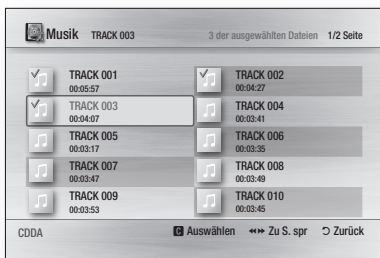 Musik TRACK 003 3 der ausgewählten Dateien 1/2 Seite
TRACK 001 TRACK 002
00:05:57 00:04:27
TRACK 003 TRACK 004
00:04:07 00:03:41
TRACK 005 TRACK 006
00:03:17 00:03:35
TRACK 007 TRACK 008
00:03:47 00:03:49
TRACK 009 TRACK 010
00:03:53 00:03:45
CDDA C Auswählen Zu S. spr Zurück